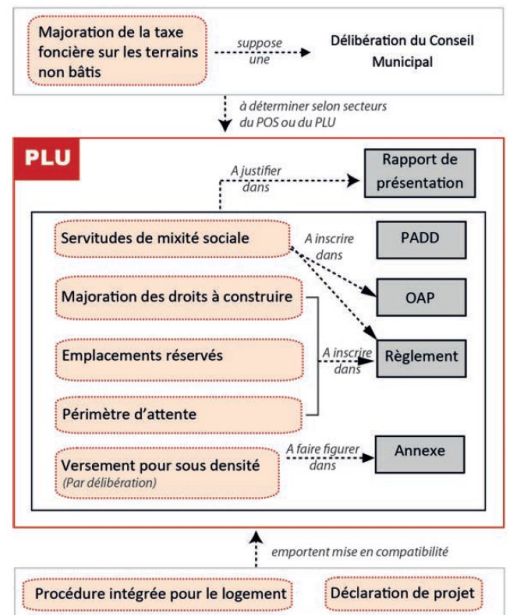 Majoration de la taxe
foncière sur les terrains
non bâtis
suppose
une
Délibération du Conseil
Municipal
à déterminer selon secteurs
du POS ou du PLU
PLU
A justifier
dans
Rapport de
présentation
Servitudes de mixité sociale
A inscrire
dans
PADD
Majoration des droits à construire
OAP
Emplacements réservés
A inscrire
dans
Règlement
Périmètre d'attente
Versement pour sous densité
(Par délibération)
A faire figurer
dans
Annexe
emportent mise en compatibilité
Procédure intégrée pour le logement
Déclaration de projet